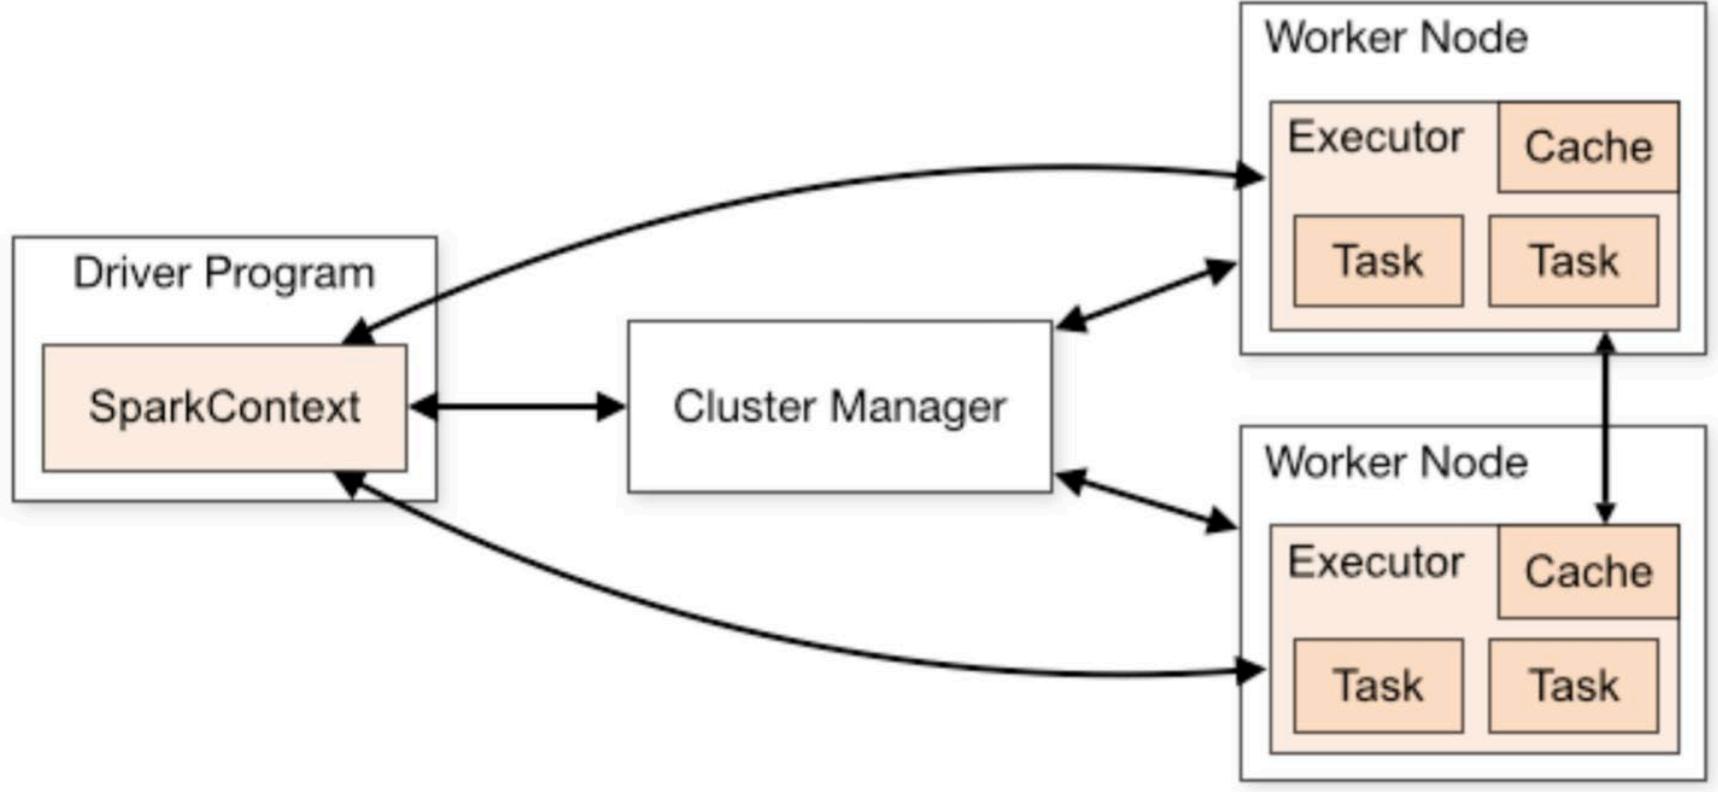 Driver Program
SparkContext
Cluster Manager
Worker Node
Executor
Cache
Task
Task
Worker Node
Executor
Cache
Task
Task